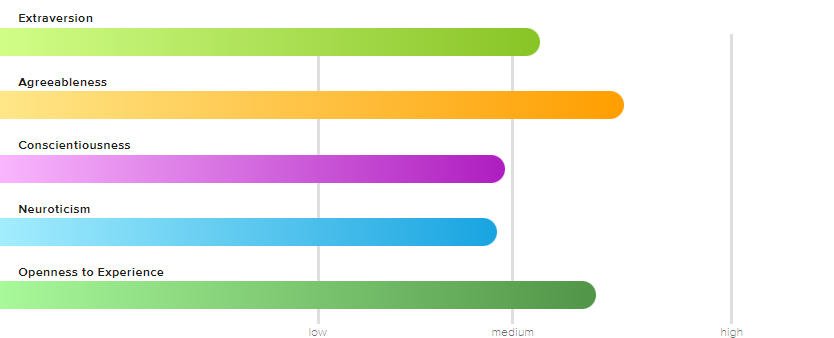 Extraversion
Agreeableness
Conscientiousness
Neuroticism
Openness to Experience
low medium high